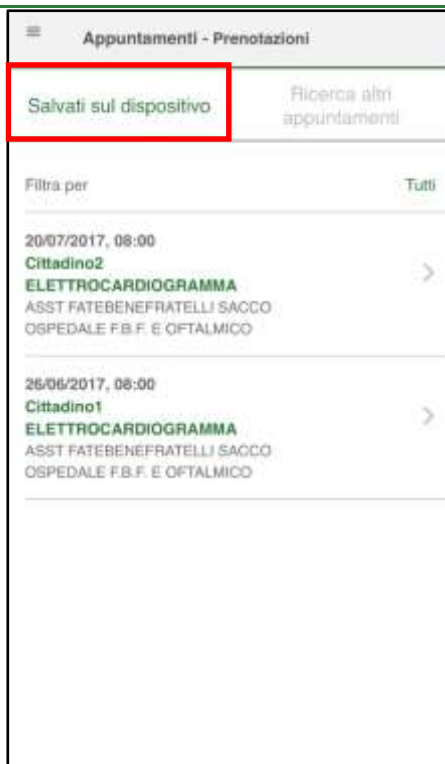 Appuntamenti - Prenotazioni
Salvati sul dispositivo
Ricerca altri
appuntamenti
Filtra per
Tutti
20/07/2017, 08:00
Cittadino2
ELETTROCARDIOGRAMMA
ASST FATEBENEFRATELLI SACCO
OSPEDALE F.B.F. E OFTALMICO
26/06/2017, 08:00
Cittadino1
ELETTROCARDIOGRAMMA
ASST FATEBENEFRATELLI SACCO
OSPEDALE F.B.F. E OFTALMICO